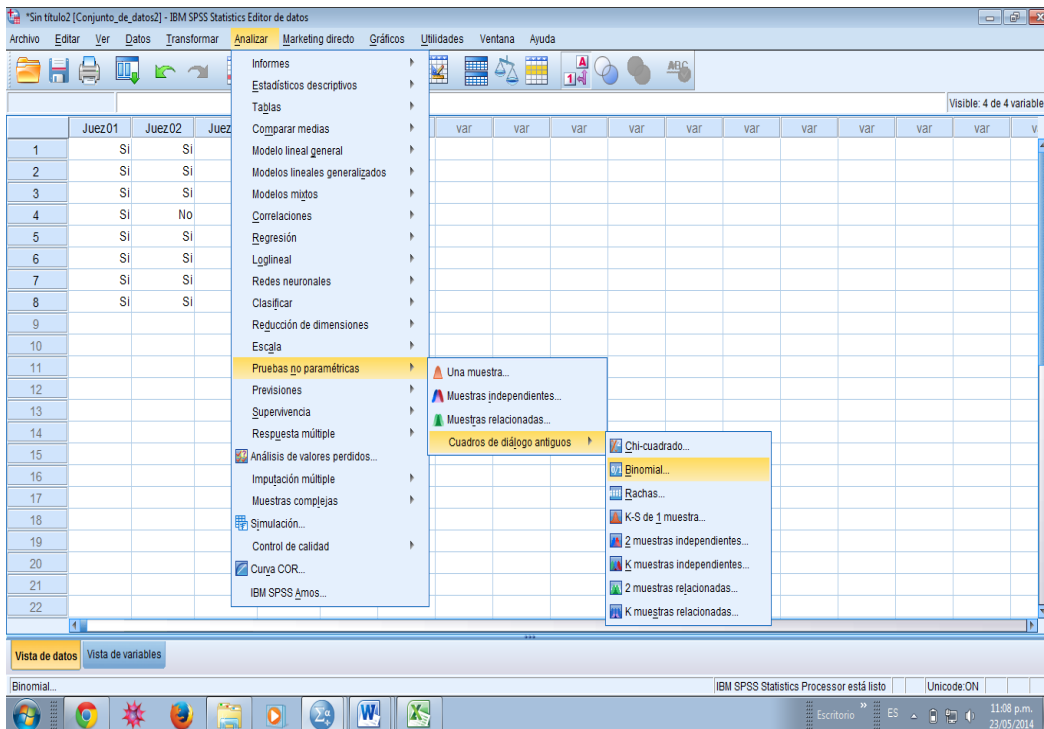 *Sin título2 [Conjunto_de_datos2] - IBM SPSS Statistics Editor de datos
Archivo Editar Ver Datos Transformar Analizar Marketing directo Gráficos Utilidades Ventana Ayuda
Visible: 4 de 4 variable
Juez01 Juez02 Juez var var var var var var var var var v
1 Si Si
2 Si Si
3 Si Si
4 Si No
5 Si Si
6 Si Si
7 Si Si
8 Si Si
9
10
11
12
13
14
15
16
17
18
19
20
21
22
Informes
Estadísticos descriptivos
Tablas
Comparar medias
Modelo lineal general
Modelos lineales generalizados
Modelos mixtos
Correlaciones
Regresión
Loglineal
Redes neuronales
Clasificar
Reducción de dimensiones
Escala
Pruebas no paramétricas
Previsiones
Supervivencia
Respuesta múltiple
Análisis de valores perdidos...
Imputación múltiple
Muestras complejas
Simulación...
Control de calidad
Curva COR...
IBM SPSS Amos...
Una muestra...
Muestras independientes...
Muestras relacionadas...
Cuadros de diálogo antiguos
Chi-cuadrado...
Binomial...
Rachas...
K-S de 1 muestra...
2 muestras independientes...
K muestras independientes...
2 muestras relacionadas...
K muestras relacionadas...
Vista de datos Vista de variables
Binomial... IBM SPSS Statistics Processor está listo Unicode:ON
Escritorio ES 11:08 p.m.
23/05/2014